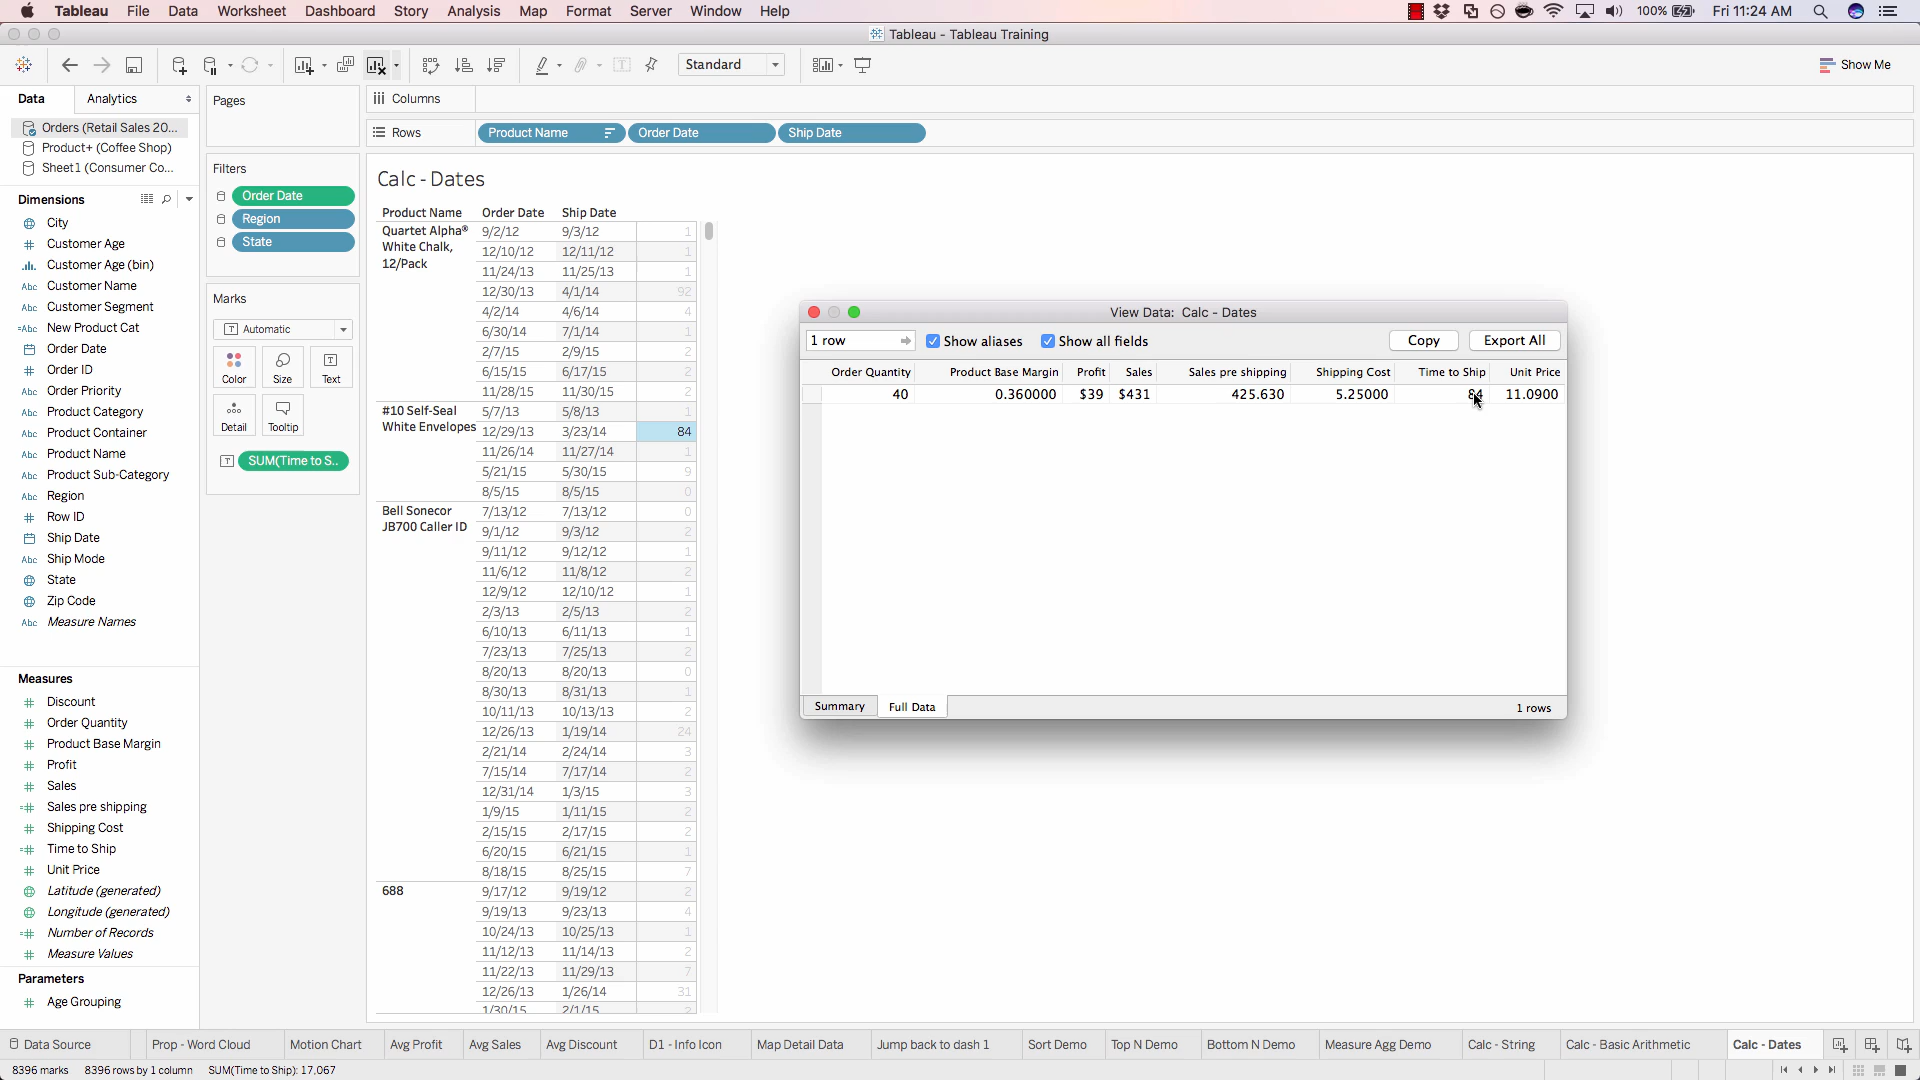 Tableau File Data Worksheet Dashboard Story Analysis Map Format Server Window Help 100% Fri 11:24 AM
Tableau - Tableau Training
Standard Show Me
Data Analytics Pages Columns
Orders (Retail Sales 20...
Product+ (Coffee Shop)
Sheet1 (Consumer Co...
Rows Product Name Order Date Ship Date
Dimensions
City
Customer Age
Customer Age (bin)
Customer Name
Customer Segment
New Product Cat
Order Date
Order ID
Order Priority
Product Category
Product Container
Product Name
Product Sub-Category
Region
Row ID
Ship Date
Ship Mode
State
Zip Code
Measure Names
Measures
Discount
Order Quantity
Product Base Margin
Profit
Sales
Sales pre shipping
Shipping Cost
Time to Ship
Unit Price
Latitude (generated)
Longitude (generated)
Number of Records
Measure Values
Parameters
Age Grouping
Filters
Order Date
Region
State
Marks
Automatic
Color Size Text
Detail Tooltip
SUM(Time to S..
Calc - Dates
Product Name Order Date Ship Date
Quartet Alpha® White Chalk, 12/Pack 9/2/12 9/3/12 1
12/10/12 12/11/12 1
11/24/13 11/25/13 1
12/30/13 4/1/14 92
4/2/14 4/6/14 4
6/30/14 7/1/14 1
2/7/15 2/9/15 2
6/15/15 6/17/15 2
11/28/15 11/30/15 2
#10 Self-Seal White Envelopes 5/7/13 5/8/13 1
12/29/13 3/23/14 84
11/26/14 11/27/14 1
5/21/15 5/30/15 9
8/5/15 8/5/15 0
Bell Sonecor JB700 Caller ID 7/13/12 7/13/12 0
9/1/12 9/3/12 2
9/11/12 9/12/12 1
11/6/12 11/8/12 2
12/9/12 12/10/12 1
2/3/13 2/5/13 2
6/10/13 6/11/13 1
7/23/13 7/25/13 2
8/20/13 8/20/13 0
8/30/13 8/31/13 1
10/11/13 10/13/13 2
12/26/13 1/19/14 24
2/21/14 2/24/14 3
7/15/14 7/17/14 2
12/31/14 1/3/15 3
1/9/15 1/11/15 2
2/15/15 2/17/15 2
6/20/15 6/21/15 1
8/18/15 8/25/15 7
688 9/17/12 9/19/12 2
9/19/13 9/23/13 4
10/24/13 10/25/13 1
11/12/13 11/14/13 2
11/22/13 11/29/13 7
12/26/13 1/26/14 31
1/30/15 2/1/15 2
View Data: Calc - Dates
1 row Show aliases Show all fields Copy Export All
Order Quantity Product Base Margin Profit Sales Sales pre shipping Shipping Cost Time to Ship Unit Price
40 0.360000 $39 $431 425.630 5.25000 84 11.0900
Summary Full Data 1 rows
Data Source Prop - Word Cloud Motion Chart Avg Profit Avg Sales Avg Discount D1 - Info Icon Map Detail Data Jump back to dash 1 Sort Demo Top N Demo Bottom N Demo Measure Agg Demo Calc - String Calc - Basic Arithmetic Calc - Dates
8396 marks 8396 rows by 1 column SUM(Time to Ship): 17,067